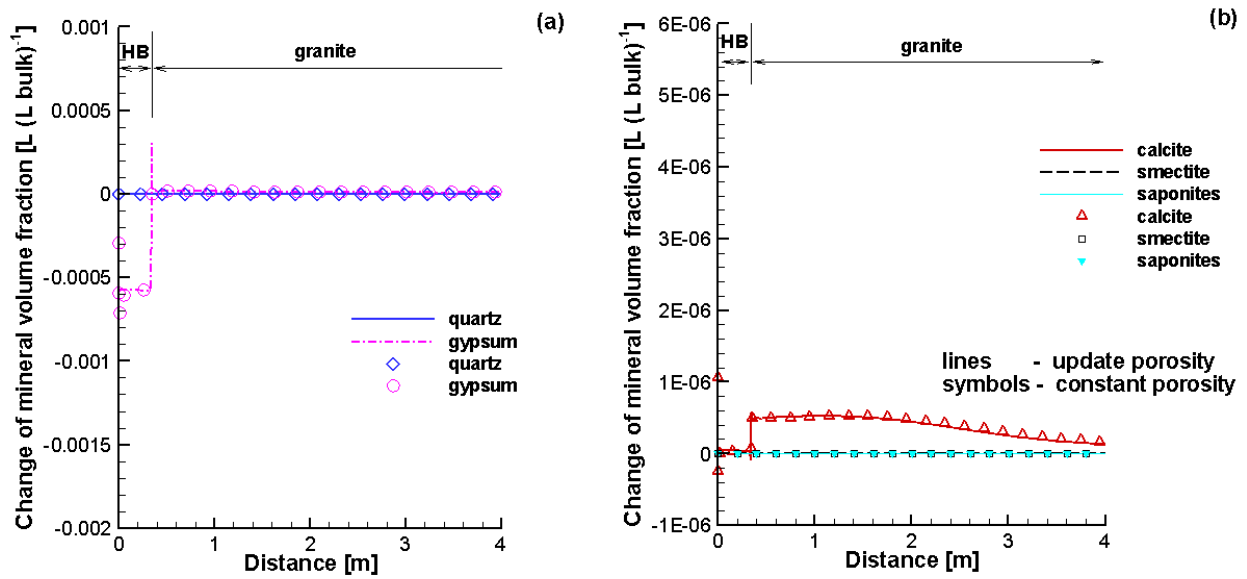 (a)
HB
granite
Change of mineral volume fraction [L (L bulk)⁻¹]
0.001
0.0005
0
-0.0005
-0.001
-0.0015
-0.002
quartz
gypsum
quartz
gypsum
0 1 2 3 4
Distance [m]
(b)
HB
granite
Change of mineral volume fraction [L (L bulk)⁻¹]
6E-06
5E-06
4E-06
3E-06
2E-06
1E-06
0
-1E-06
calcite
smectite
saponites
calcite
smectite
saponites
lines - update porosity
symbols - constant porosity
0 1 2 3 4
Distance [m]